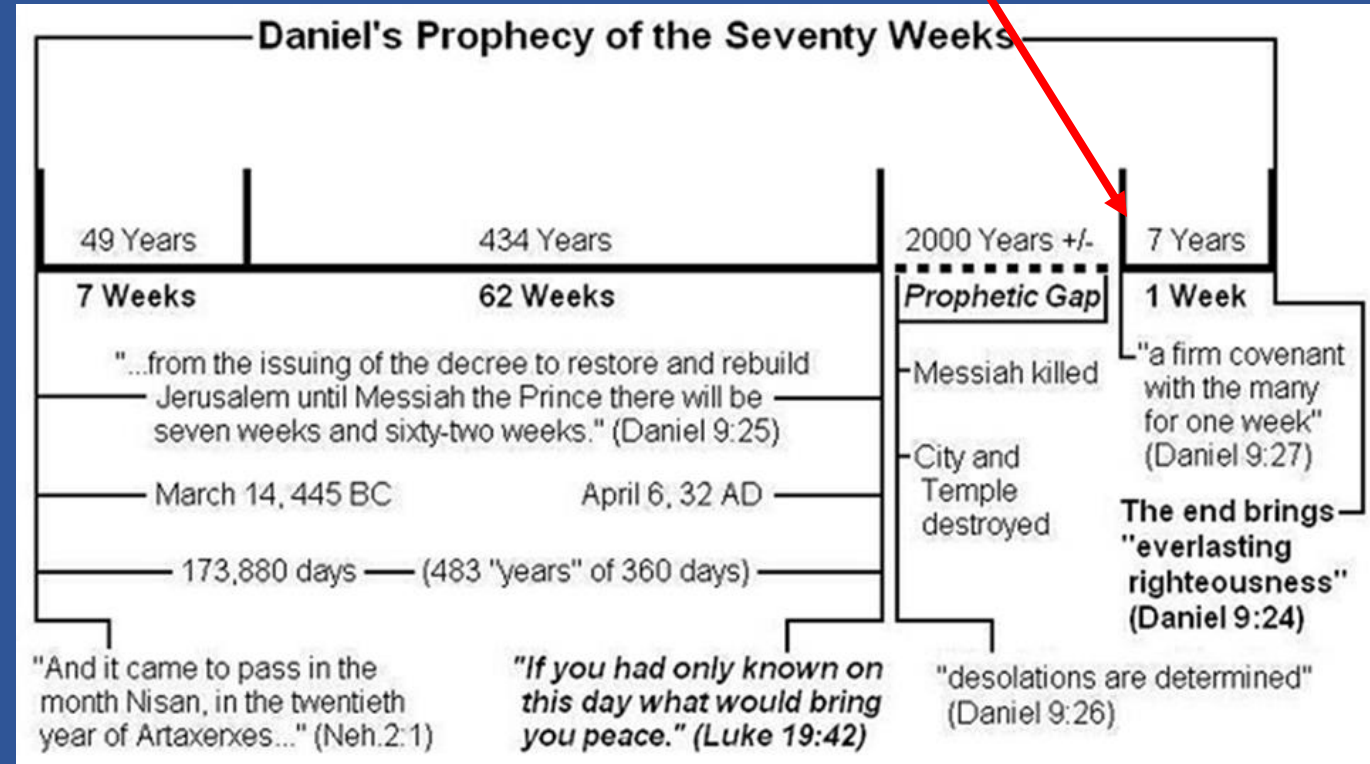 Daniel's Prophecy of the Seventy Weeks
49 Years
434 Years
2000 Years +/-
7 Years
7 Weeks
62 Weeks
Prophetic Gap
1 Week
"...from the issuing of the decree to restore and rebuild
Jerusalem until Messiah the Prince there will be
seven weeks and sixty-two weeks." (Daniel 9:25)
March 14, 445 BC
April 6, 32 AD
173,880 days
(483 "years" of 360 days)
"And it came to pass in the
month Nisan, in the twentieth
year of Artaxerxes..." (Neh.2:1)
"If you had only known on
this day what would bring
you peace." (Luke 19:42)
Messiah killed
City and
Temple
destroyed
"desolations are determined"
(Daniel 9:26)
"a firm covenant
with the many
for one week"
(Daniel 9:27)
The end brings
"everlasting
righteousness"
(Daniel 9:24)